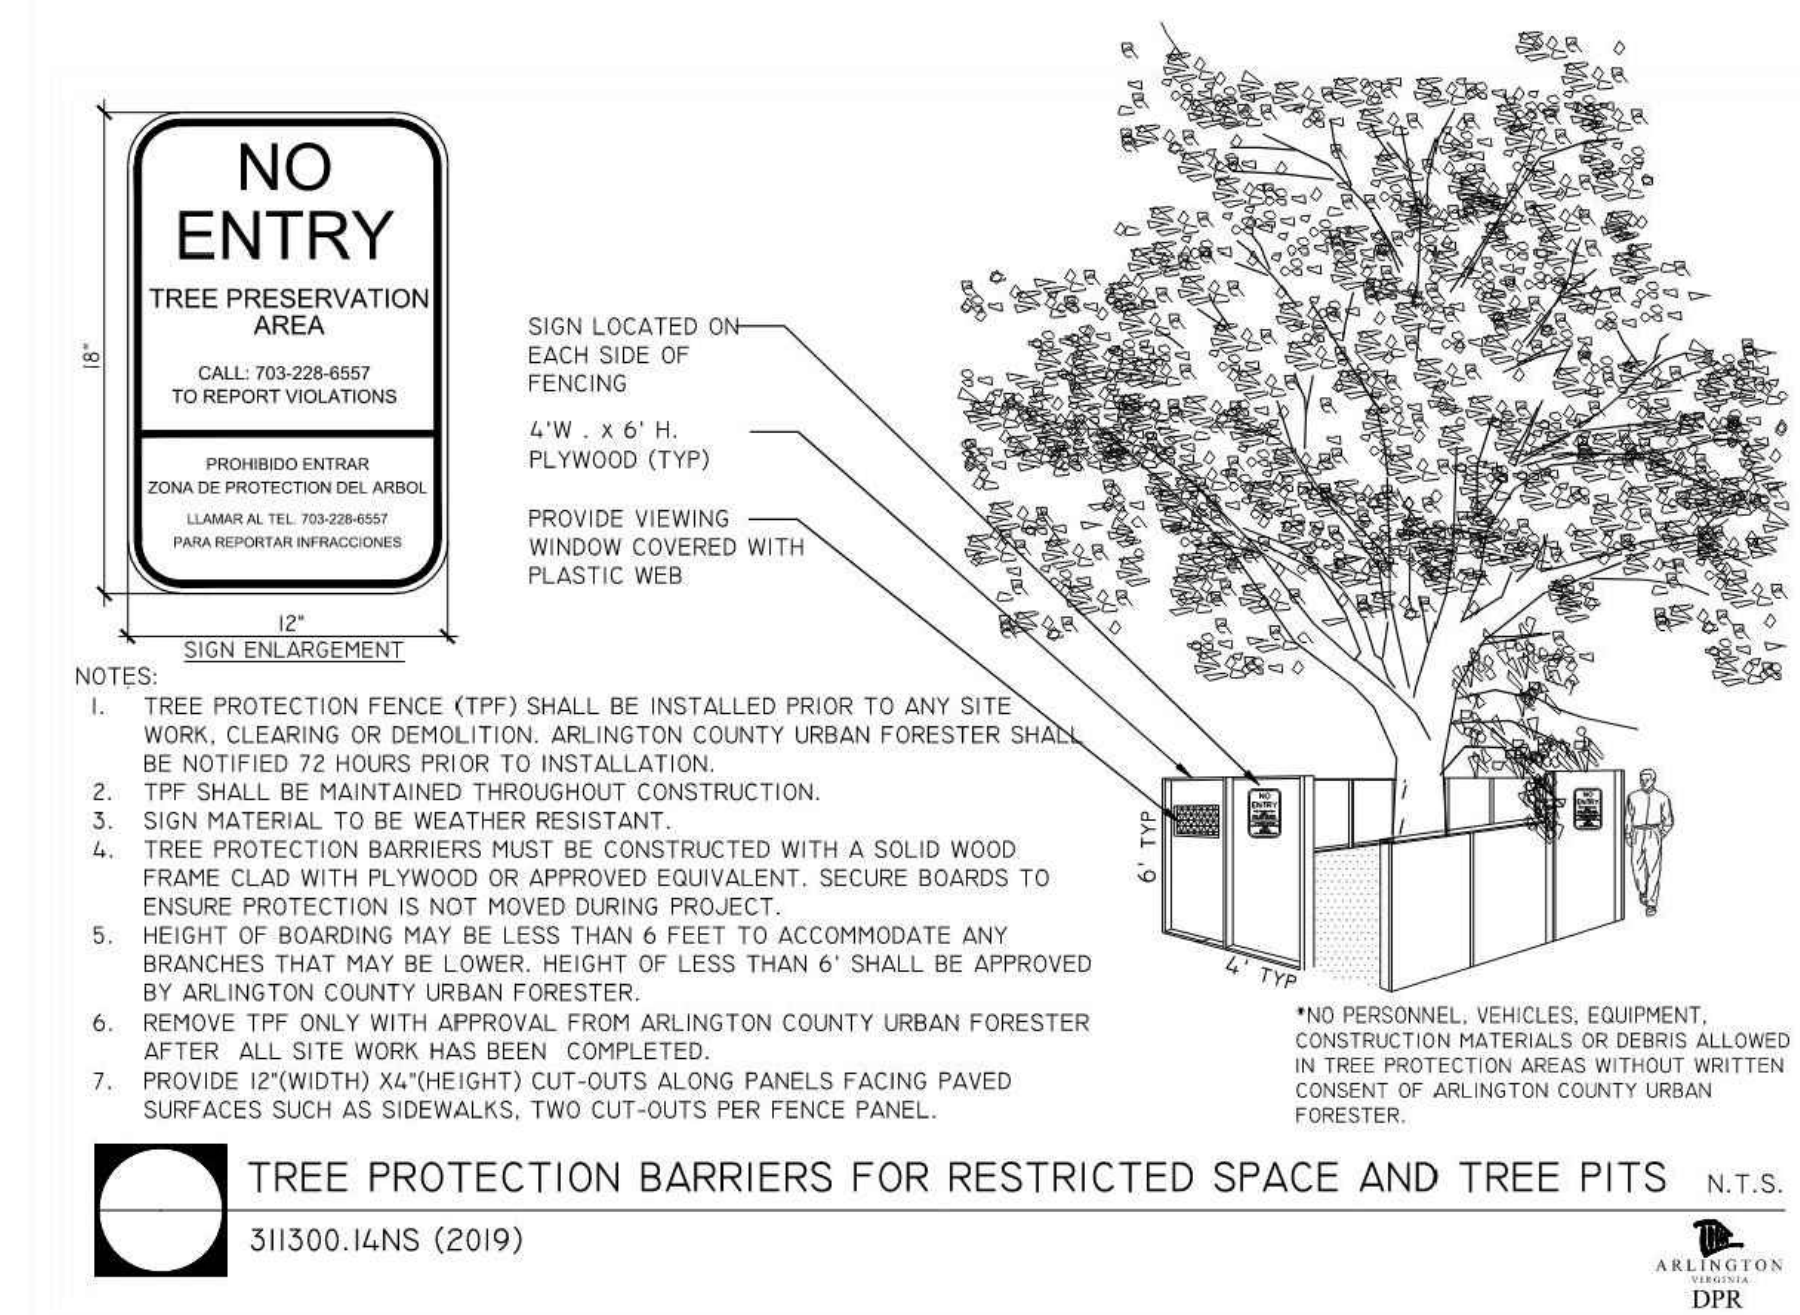 NO
ENTRY
TREE PRESERVATION
AREA
CALL: 703-228-6557
TO REPORT VIOLATIONS
PROHIBIDO ENTRAR
ZONA DE PROTECTION DEL ARBOL
LLAMAR AL TEL. 703-228-6557
PARA REPORTAR INFRACCIONES
18"
12"
SIGN ENLARGEMENT
SIGN LOCATED ON
EACH SIDE OF
FENCING
4'W . x 6' H.
PLYWOOD (TYP)
PROVIDE VIEWING
WINDOW COVERED WITH
PLASTIC WEB
NOTES:
1. TREE PROTECTION FENCE (TPF) SHALL BE INSTALLED PRIOR TO ANY SITE
WORK, CLEARING OR DEMOLITION. ARLINGTON COUNTY URBAN FORESTER SHALL
BE NOTIFIED 72 HOURS PRIOR TO INSTALLATION.
2. TPF SHALL BE MAINTAINED THROUGHOUT CONSTRUCTION.
3. SIGN MATERIAL TO BE WEATHER RESISTANT.
4. TREE PROTECTION BARRIERS MUST BE CONSTRUCTED WITH A SOLID WOOD
FRAME CLAD WITH PLYWOOD OR APPROVED EQUIVALENT. SECURE BOARDS TO
ENSURE PROTECTION IS NOT MOVED DURING PROJECT.
5. HEIGHT OF BOARDING MAY BE LESS THAN 6 FEET TO ACCOMMODATE ANY
BRANCHES THAT MAY BE LOWER. HEIGHT OF LESS THAN 6' SHALL BE APPROVED
BY ARLINGTON COUNTY URBAN FORESTER.
6. REMOVE TPF ONLY WITH APPROVAL FROM ARLINGTON COUNTY URBAN FORESTER
AFTER ALL SITE WORK HAS BEEN COMPLETED.
7. PROVIDE 12"(WIDTH) X4"(HEIGHT) CUT-OUTS ALONG PANELS FACING PAVED
SURFACES SUCH AS SIDEWALKS, TWO CUT-OUTS PER FENCE PANEL.
6' TYP
4' TYP
NO
ENTRY
NO
ENTRY
*NO PERSONNEL, VEHICLES, EQUIPMENT,
CONSTRUCTION MATERIALS OR DEBRIS ALLOWED
IN TREE PROTECTION AREAS WITHOUT WRITTEN
CONSENT OF ARLINGTON COUNTY URBAN
FORESTER.
TREE PROTECTION BARRIERS FOR RESTRICTED SPACE AND TREE PITS N.T.S.
311300.14NS (2019)
ARLINGTON
VIRGINIA
DPR